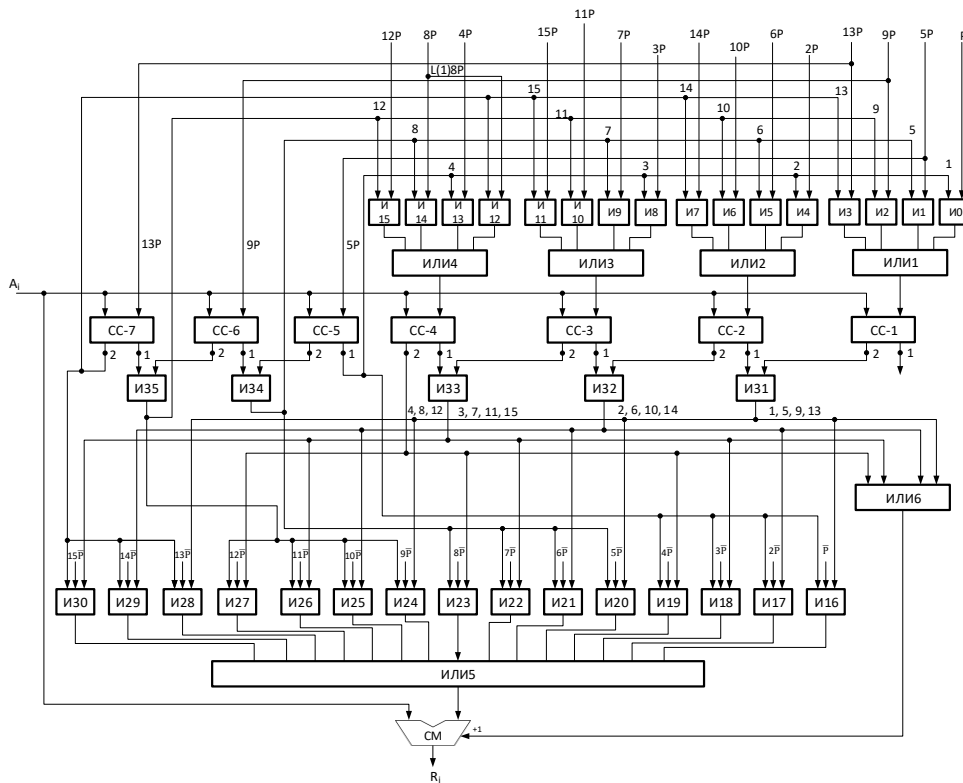 11P
12P 8P 4P 15P 7P 3P 14P 10P 6P 2P 13P 9P 5P P
L(1)8P
12 15 11 14 10 13 9
8 7 6 5
4 3 2 1
И 15 И 14 И 13 И 12 И 11 И 10 И9 И8 И7 И6 И5 И4 И3 И2 И1 И0
13P 9P 5P
ИЛИ4 ИЛИ3 ИЛИ2 ИЛИ1
Ai
СС-7 СС-6 СС-5 СС-4 СС-3 СС-2 СС-1
2 1 2 1 2 1 2 1 2 1 2 1 2 1
И35 И34 И33 И32 И31
4, 8, 12 3, 7, 11, 15 2, 6, 10, 14 1, 5, 9, 13
ИЛИ6
15P̅ 14P̅ 13P̅ 12P̅ 11P̅ 10P̅ 9P̅ 8P̅ 7P̅ 6P̅ 5P̅ 4P̅ 3P̅ 2P̅ P̅
И30 И29 И28 И27 И26 И25 И24 И23 И22 И21 И20 И19 И18 И17 И16
ИЛИ5
СМ +1
Ri